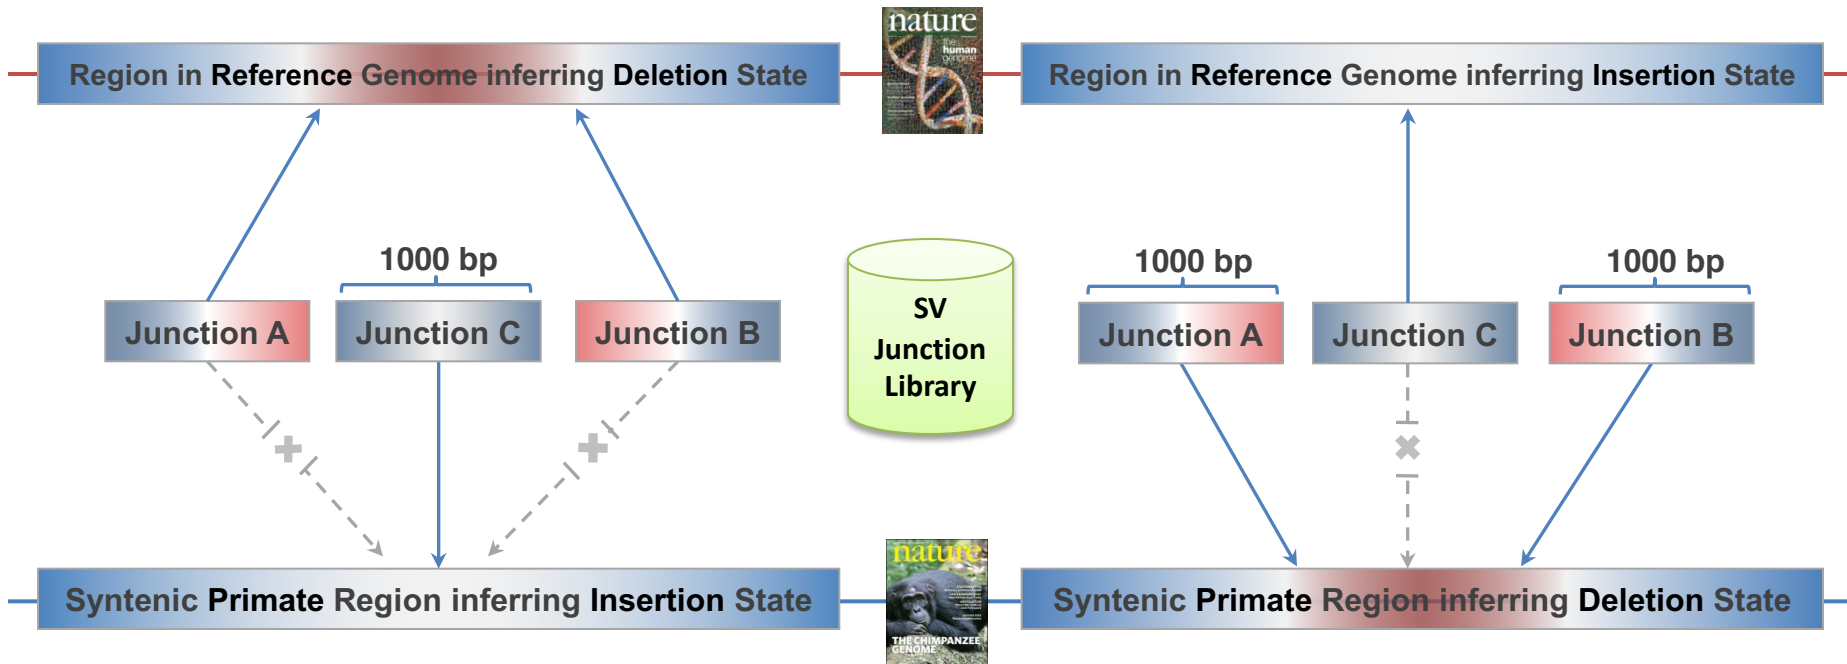 nature
the
human
genome
Region in Reference Genome inferring Deletion State
Region in Reference Genome inferring Insertion State
1000 bp
Junction A
Junction C
Junction B
SV
Junction
Library
1000 bp
1000 bp
Junction A
Junction C
Junction B
nature
THE CHIMPANZEE
GENOME
Syntenic Primate Region inferring Insertion State
Syntenic Primate Region inferring Deletion State